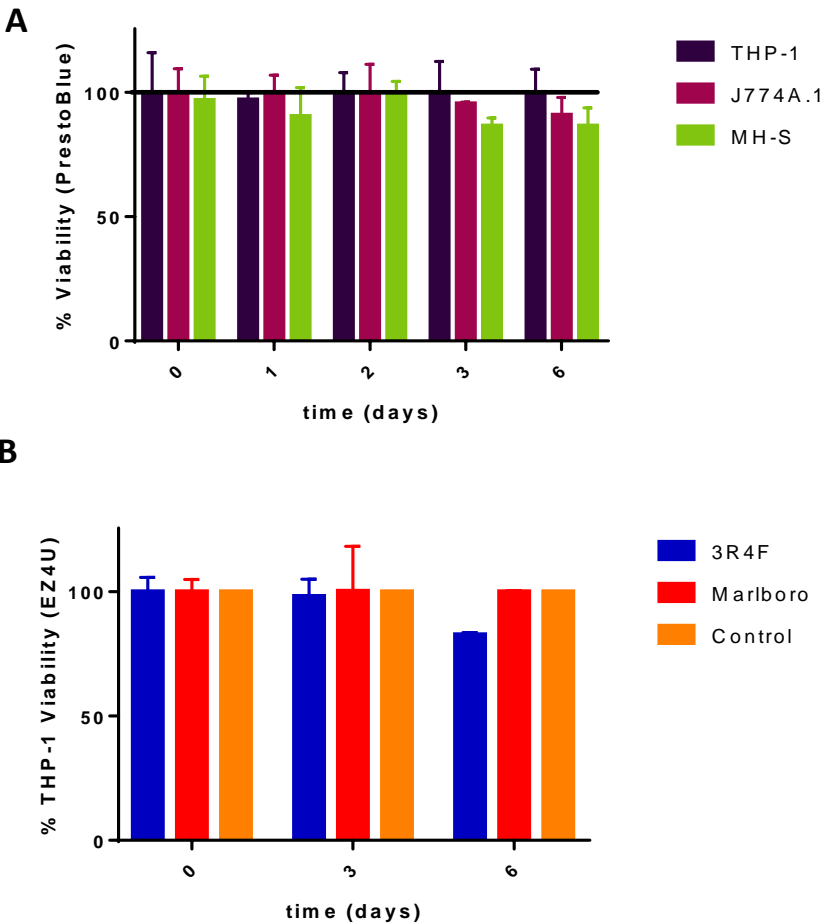 A
% Viability (PrestoBlue)
100
50
0
0 1 2 3 6
time (days)
THP-1
J774A.1
MH-S
B
% THP-1 Viability (EZ4U)
100
50
0
0 3 6
time (days)
3R4F
Marlboro
Control